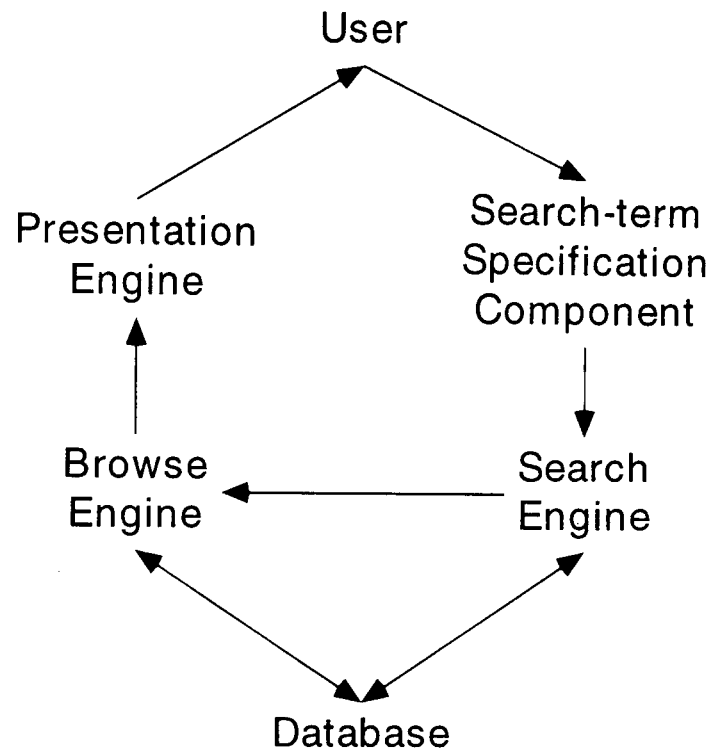 User
Presentation
Engine
Search-term
Specification
Component
Browse
Engine
Search
Engine
Database